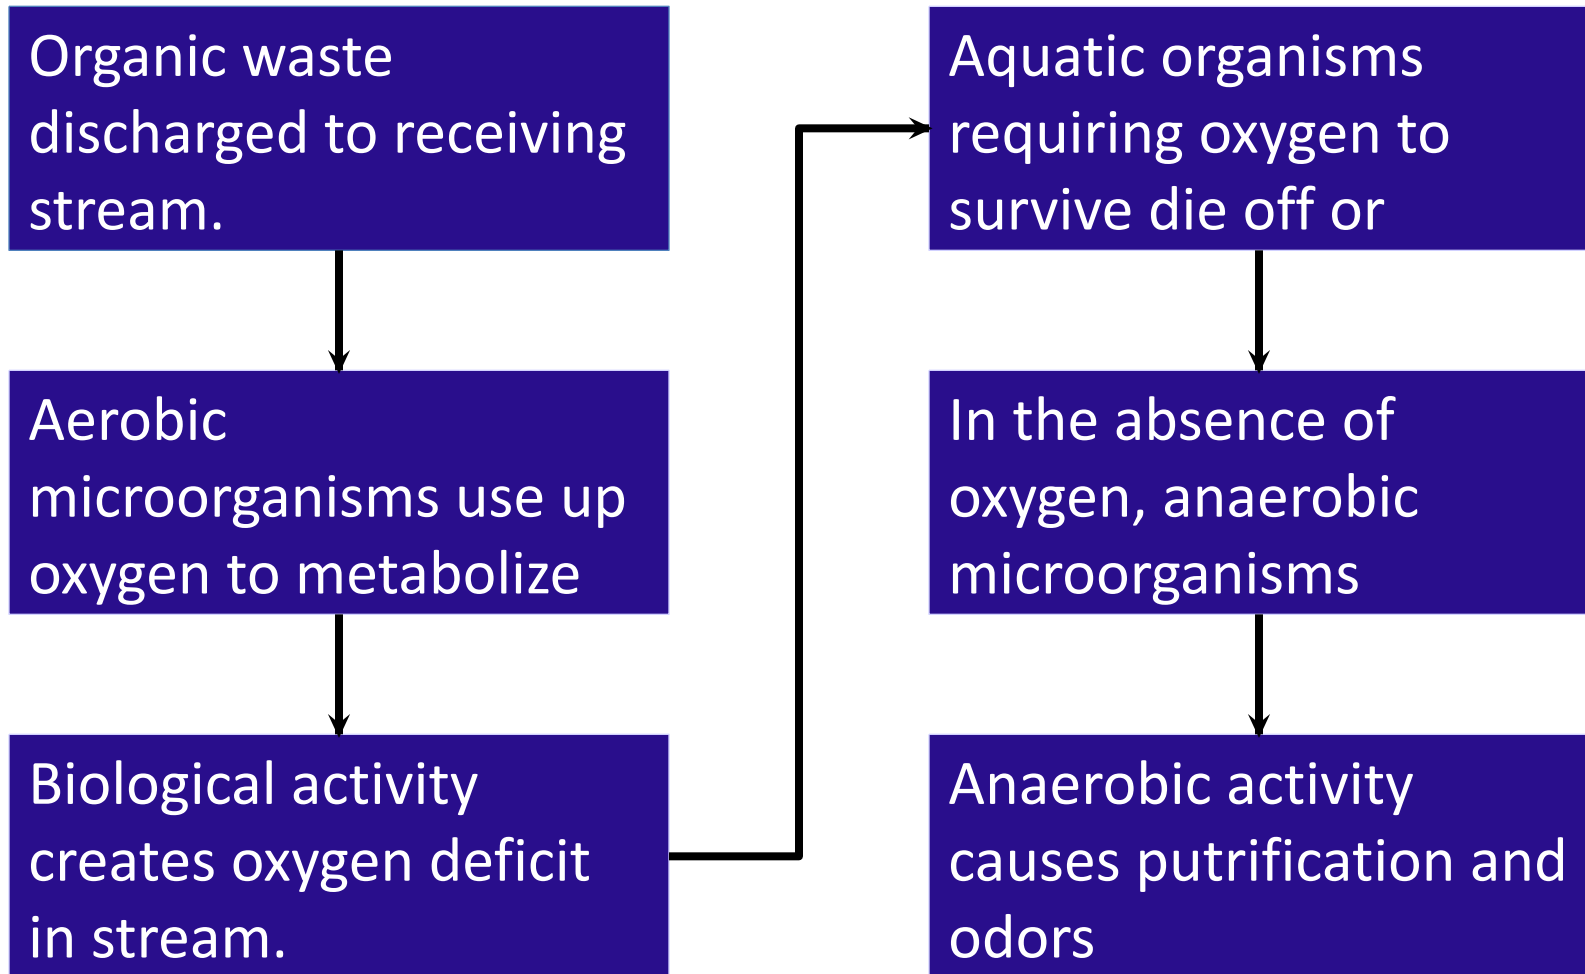 Organic waste
discharged to receiving
stream.
Aerobic
microorganisms use up
oxygen to metabolize
Biological activity
creates oxygen deficit
in stream.
Aquatic organisms
requiring oxygen to
survive die off or
In the absence of
oxygen, anaerobic
microorganisms
Anaerobic activity
causes putrification and
odors